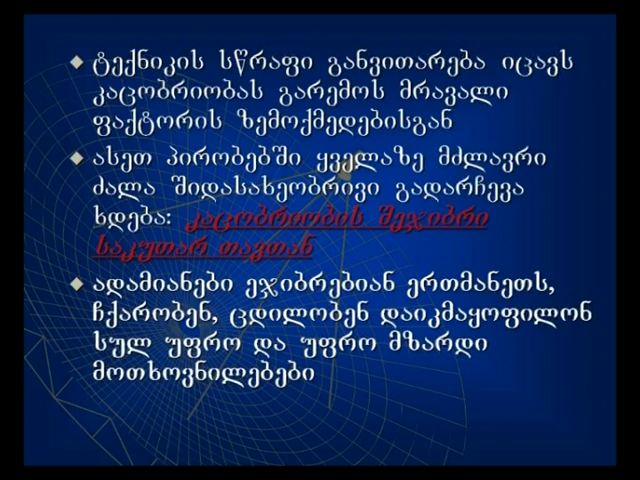 ტექნიკის სწრაფი განვითარება იცავს
კაცობრიობას გარემოს მრავალი
ფაქტორის ზემოქმედებისგან
ასეთ პირობებში ყველაზე მძლავრი
ძალა შიდასახეობრივი გადარჩევა
ხდება: კაცობრიობის შეჯიბრი
საკუთარ თავთან
ადამიანები ეჯიბრებიან ერთმანეთს,
ჩქარობენ, ცდილობენ დაიკმაყოფილონ
სულ უფრო და უფრო მზარდი
მოთხოვნილებები